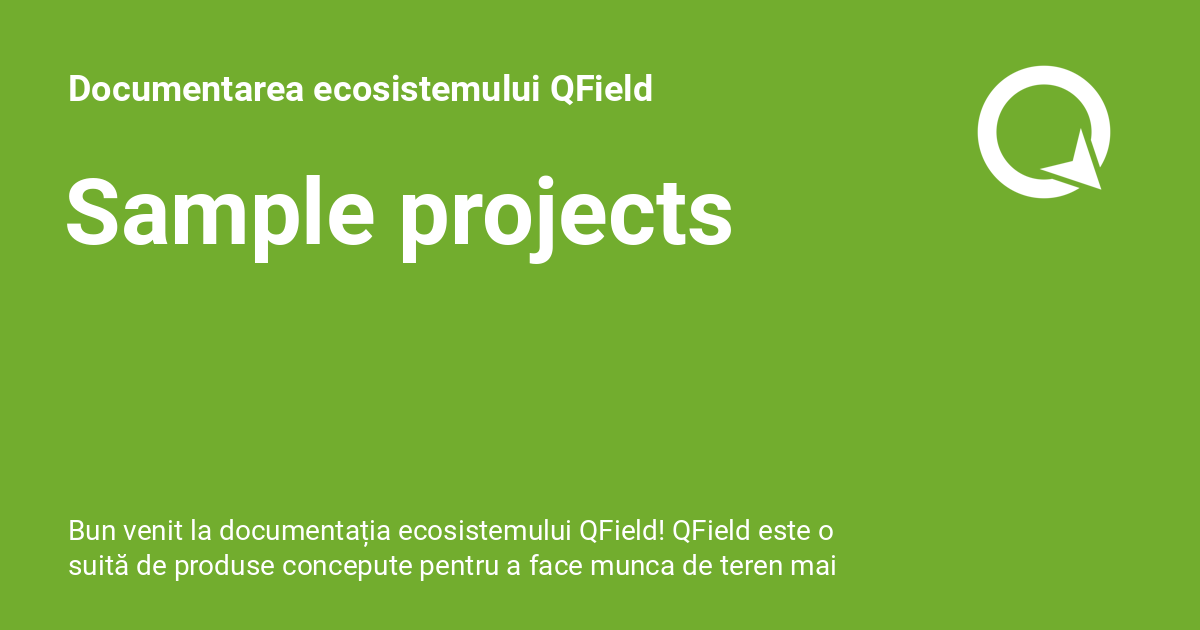 Documentarea ecosistemului QField
Sample projects
Bun venit la documentația ecosistemului QField! QField este o
suită de produse concepute pentru a face munca de teren mai